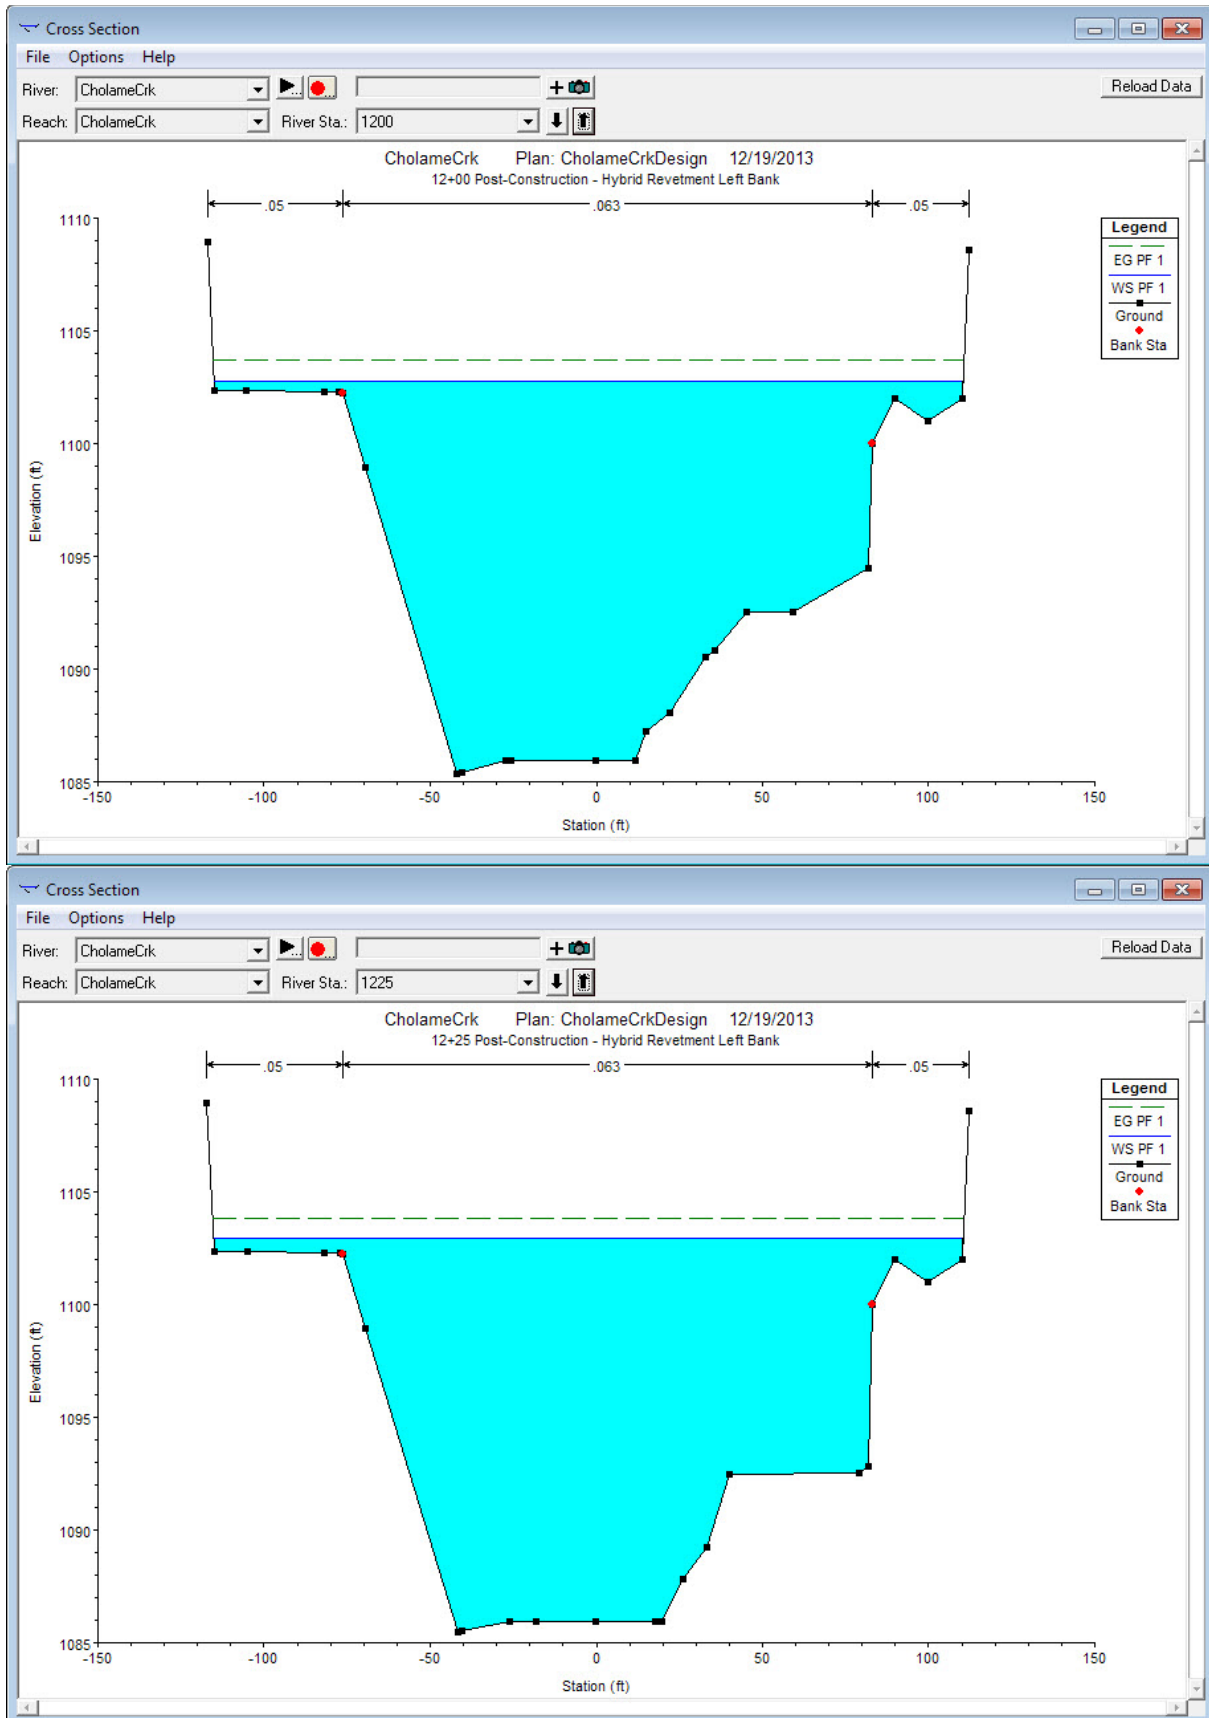 Cross Section
File Options Help
River: CholameCrk Reload Data
Reach: CholameCrk River Sta.: 1200
CholameCrk Plan: CholameCrkDesign 12/19/2013
12+00 Post-Construction - Hybrid Revetment Left Bank
.05 .063 .05
Legend
EG PF 1
WS PF 1
Ground
Bank Sta
1110
1105
1100
1095
1090
1085
Elevation (ft)
-150 -100 -50 0 50 100 150
Station (ft)
Cross Section
File Options Help
River: CholameCrk Reload Data
Reach: CholameCrk River Sta.: 1225
CholameCrk Plan: CholameCrkDesign 12/19/2013
12+25 Post-Construction - Hybrid Revetment Left Bank
.05 .063 .05
Legend
EG PF 1
WS PF 1
Ground
Bank Sta
1110
1105
1100
1095
1090
1085
Elevation (ft)
-150 -100 -50 0 50 100 150
Station (ft)